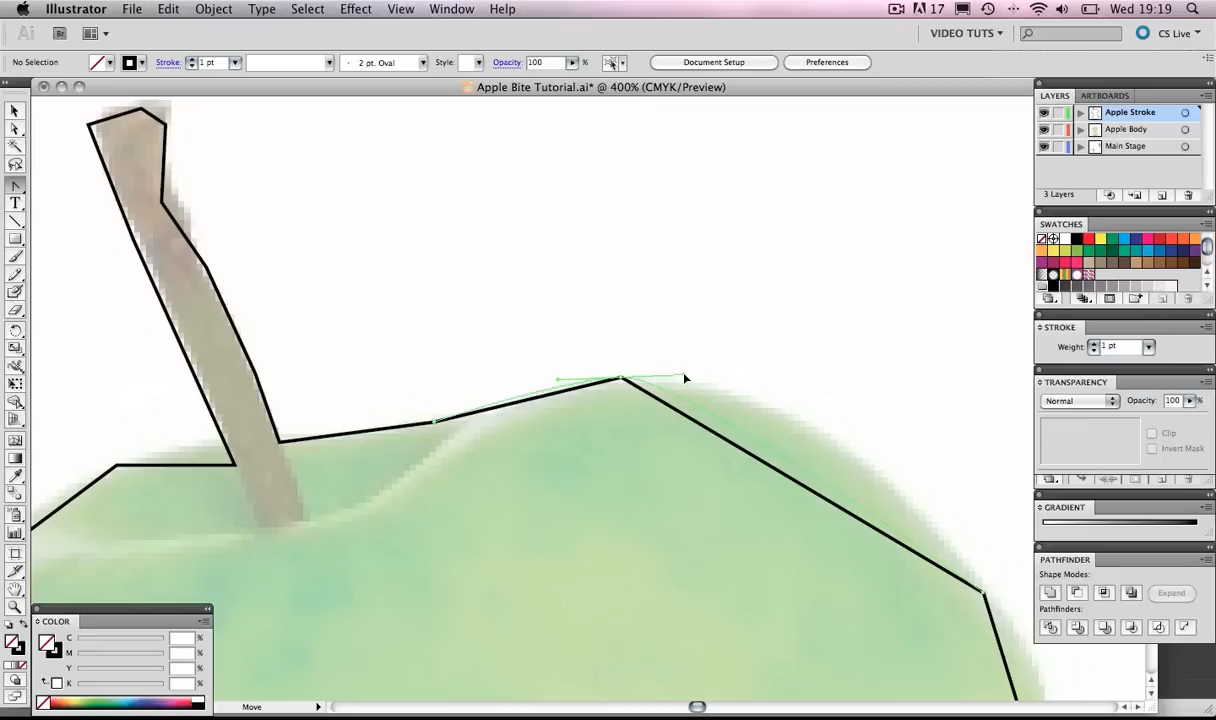 Illustrator File Edit Object Type Select Effect View Window Help 17 Wed 19:19
Ai Br VIDEO TUTS CS Live
No Selection Stroke: 1 pt 2 pt. Oval Style: Opacity: 100 % Document Setup Preferences
Apple Bite Tutorial.ai* @ 400% (CMYK/Preview)
LAYERS ARTBOARDS
Apple Stroke
Apple Body
Main Stage
3 Layers
SWATCHES
STROKE
Weight: 1 pt
TRANSPARENCY
Normal Opacity: 100 %
Clip
Invert Mask
GRADIENT
PATHFINDER
Shape Modes:
Expand
Pathfinders:
COLOR
C %
M %
Y %
K %
Move